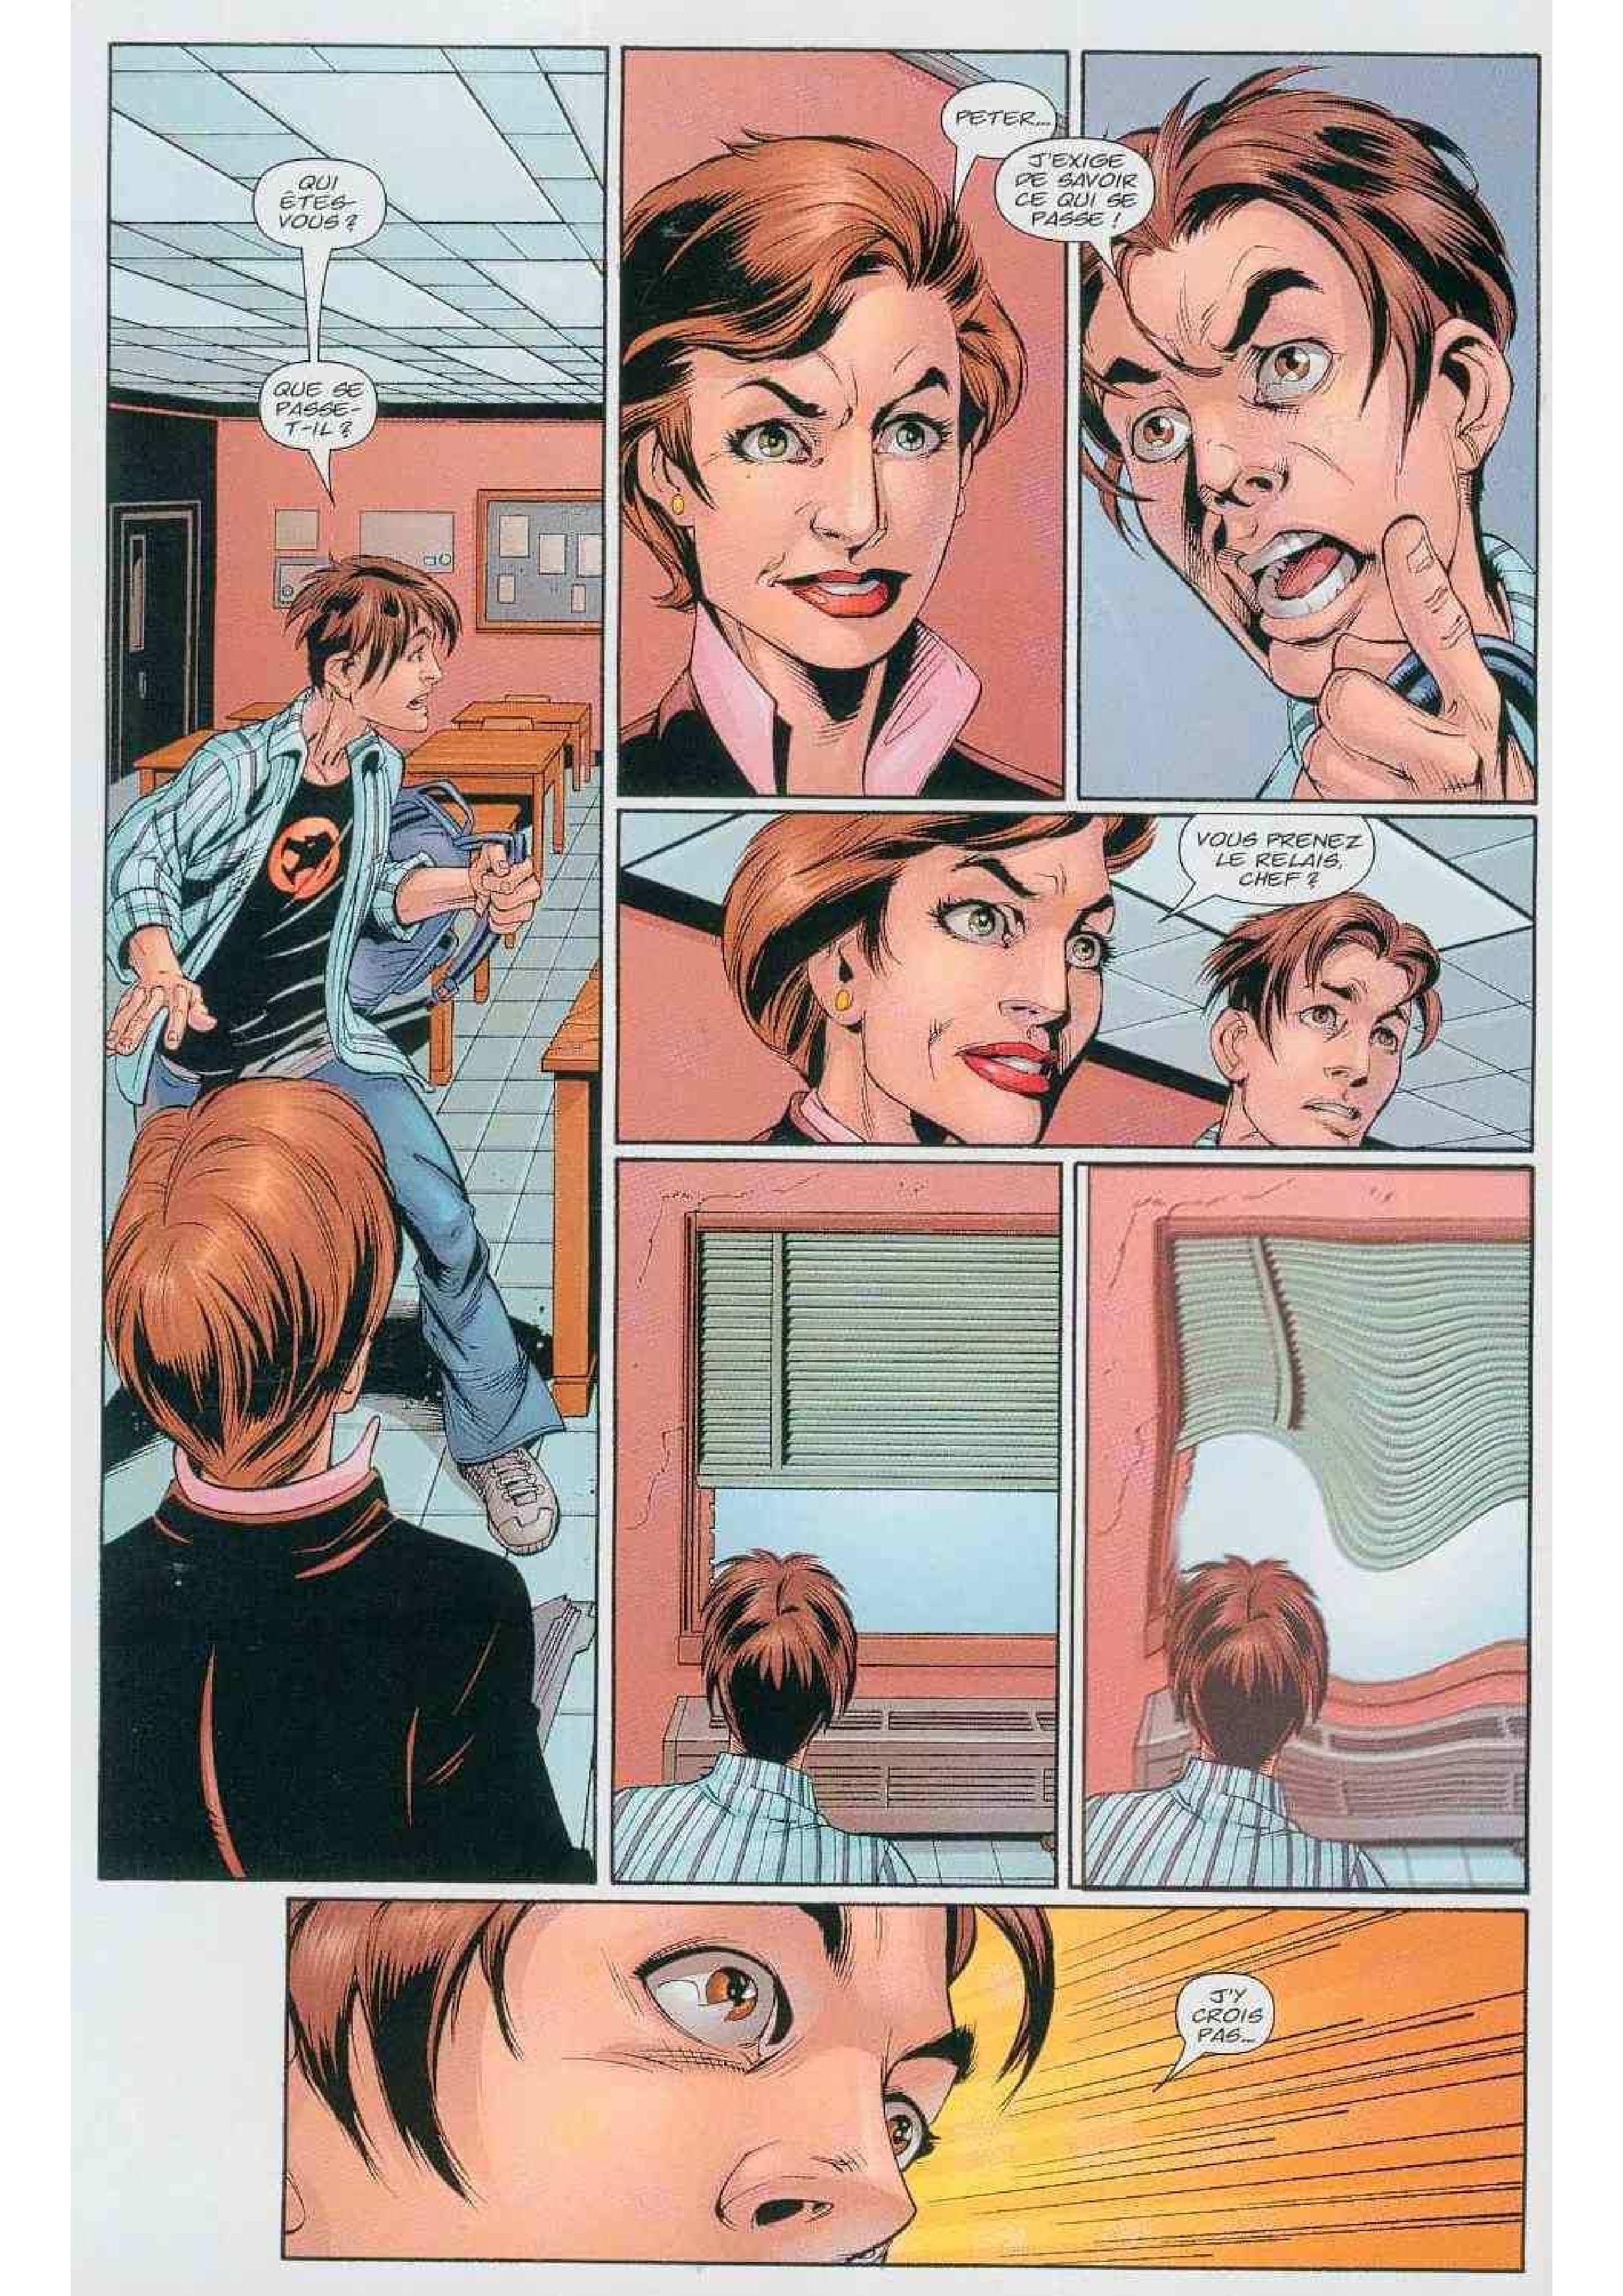 QUI
ÊTES-
VOUS ?
QUE SE
PASSE-
T-IL ?
PETER...
J'EXIGE
DE SAVOIR
CE QUI SE
PASSE !
VOUS PRENEZ
LE RELAIS,
CHEF ?
J'Y
CROIS
PAS...